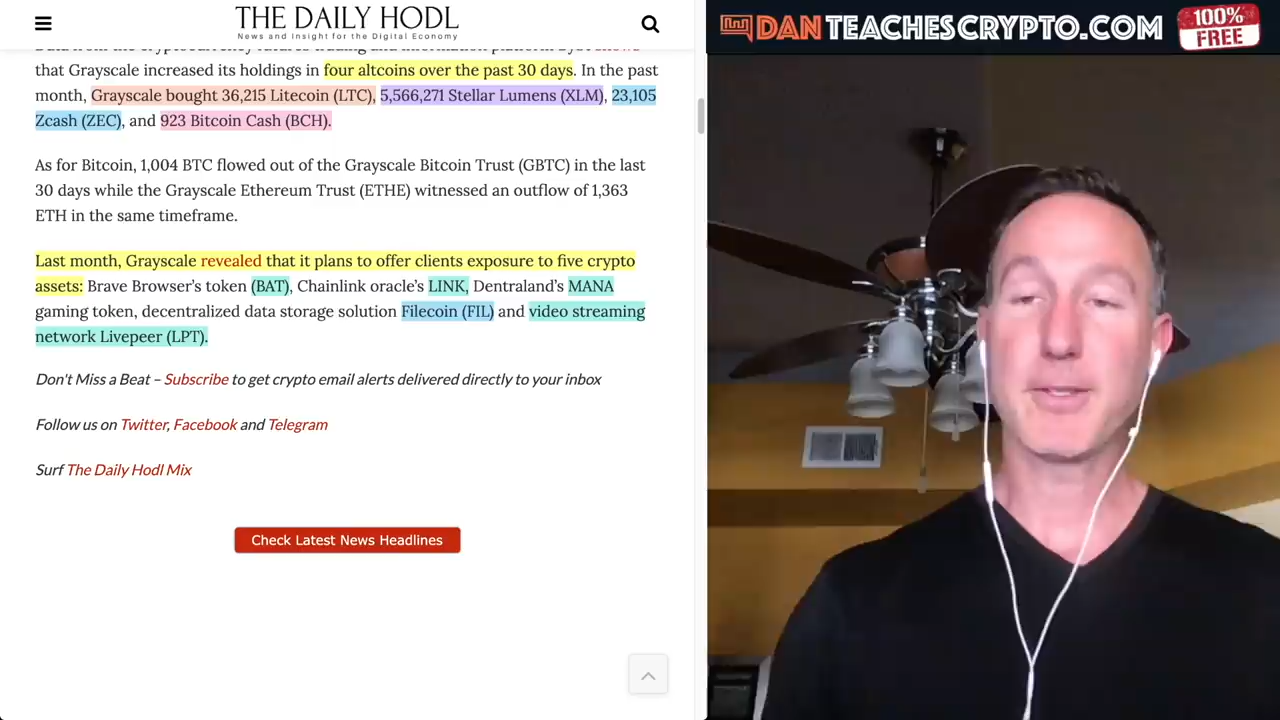 THE DAILY HODL
News and Insight for the Digital Economy
DANTEACHESCRYPTO.COM
100%
FREE
that Grayscale increased its holdings in four altcoins over the past 30 days. In the past
month, Grayscale bought 36,215 Litecoin (LTC), 5,566,271 Stellar Lumens (XLM), 23,105
Zcash (ZEC), and 923 Bitcoin Cash (BCH).
As for Bitcoin, 1,004 BTC flowed out of the Grayscale Bitcoin Trust (GBTC) in the last
30 days while the Grayscale Ethereum Trust (ETHE) witnessed an outflow of 1,363
ETH in the same timeframe.
Last month, Grayscale revealed that it plans to offer clients exposure to five crypto
assets: Brave Browser’s token (BAT), Chainlink oracle’s LINK, Dentraland’s MANA
gaming token, decentralized data storage solution Filecoin (FIL) and video streaming
network Livepeer (LPT).
Don't Miss a Beat – Subscribe to get crypto email alerts delivered directly to your inbox
Follow us on Twitter, Facebook and Telegram
Surf The Daily Hodl Mix
Check Latest News Headlines